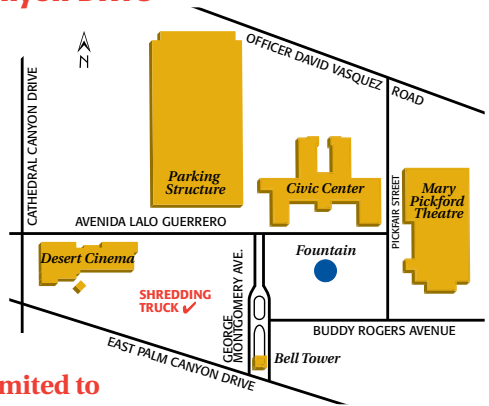 nyon Drive
OFFICER DAVID VASQUEZ ROAD
N
CATHEDRAL CANYON DRIVE
Parking
Structure
Civic Center
PICKFAIR STREET
Mary
Pickford
Theatre
AVENIDA LALO GUERRERO
Desert Cinema
Fountain
SHREDDING
TRUCK ✔
GEORGE
MONTGOMERY AVE.
BUDDY ROGERS AVENUE
EAST PALM CANYON DRIVE
Bell Tower
mited to